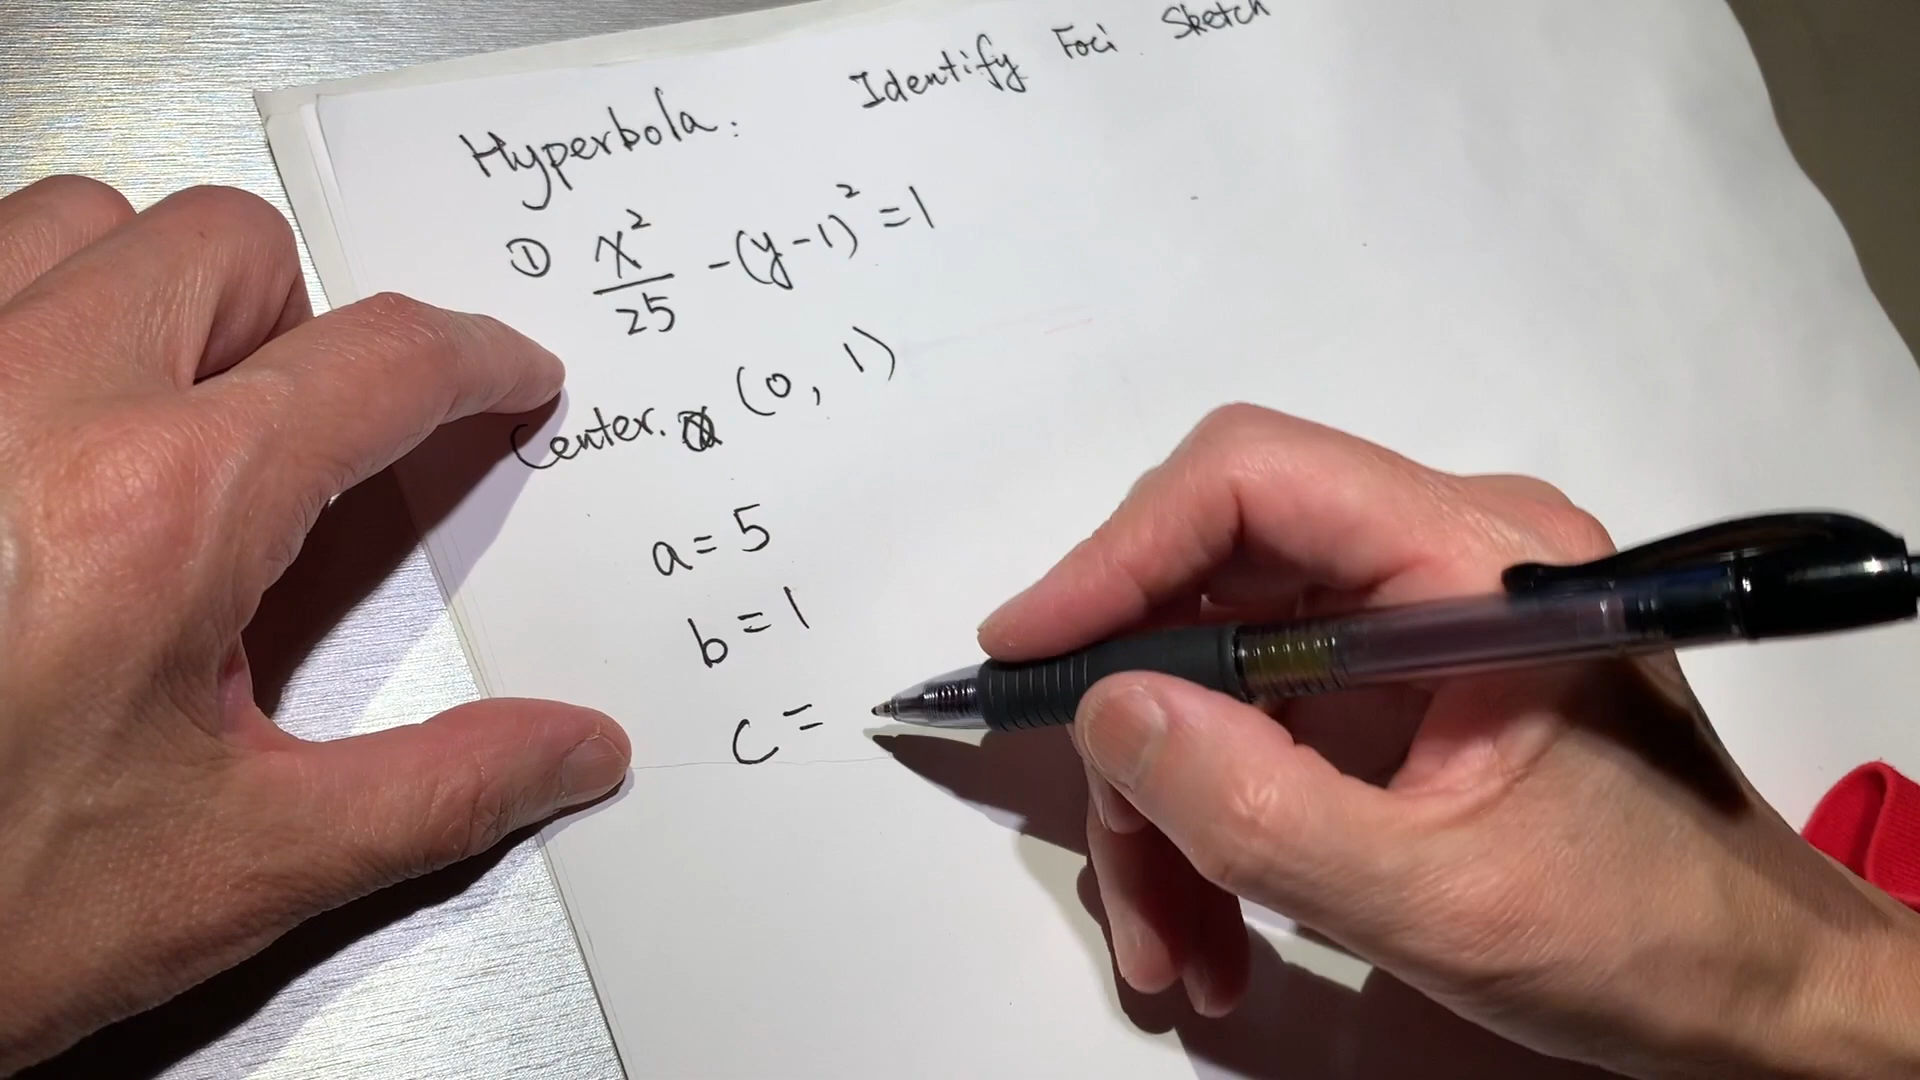 Hyperbola: Identify Foci Sketch
① x²/25 - (y-1)² = 1
Center. (0, 1)
a = 5
b = 1
c =